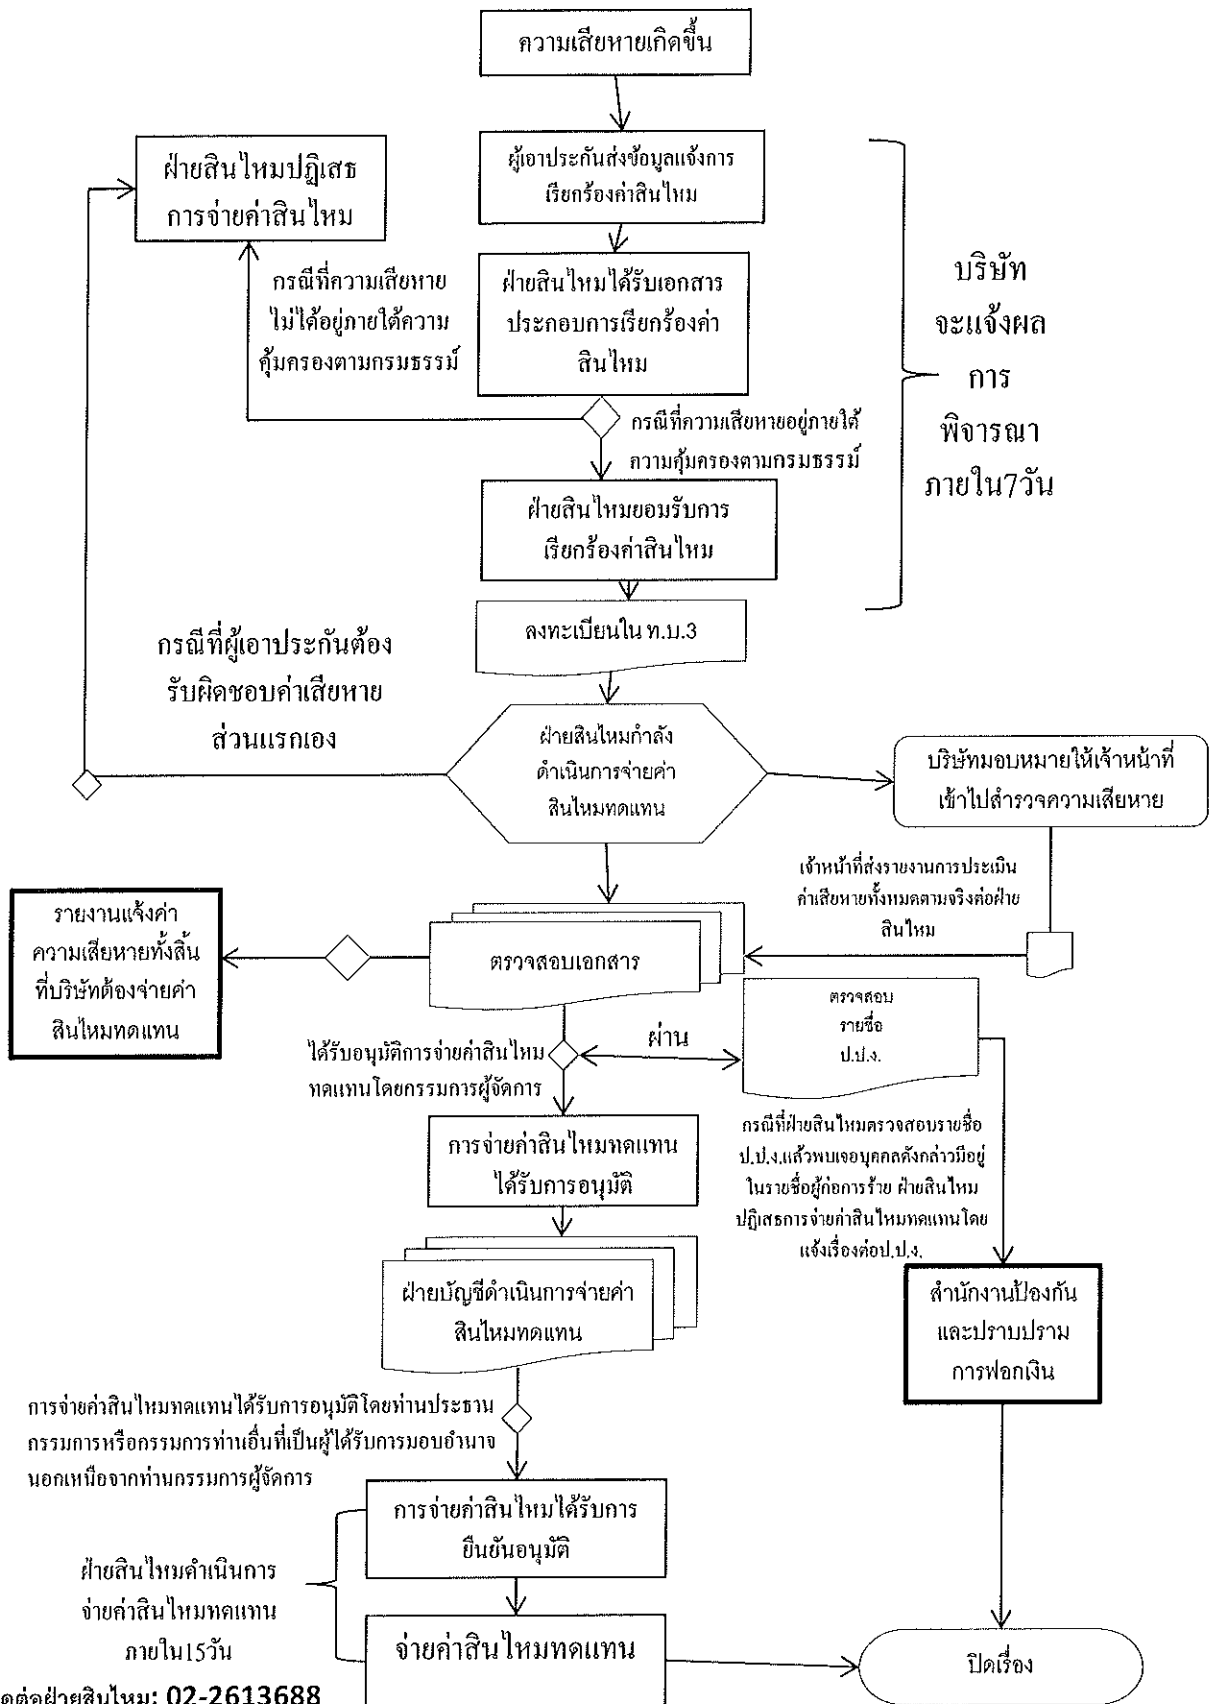 ความเสียหายเกิดขึ้น
ผู้เอาประกันส่งข้อมูลแจ้งการ
เรียกร้องค่าสินไหม
ฝ่ายสินไหมปฏิเสธ
การจ่ายค่าสินไหม
ฝ่ายสินไหมได้รับเอกสาร
ประกอบการเรียกร้องค่า
สินไหม
กรณีที่ความเสียหาย
ไม่ได้อยู่ภายใต้ความ
คุ้มครองตามกรมธรรม์
บริษัท
จะแจ้งผล
การ
พิจารณา
ภายใน7วัน
กรณีที่ความเสียหายอยู่ภายใต้
ความคุ้มครองตามกรมธรรม์
ฝ่ายสินไหมยอมรับการ
เรียกร้องค่าสินไหม
ลงทะเบียนใน ท.บ.3
กรณีที่ผู้เอาประกันต้อง
รับผิดชอบค่าเสียหาย
ส่วนแรกเอง
ฝ่ายสินไหมกำลัง
ดำเนินการจ่ายค่า
สินไหมทดแทน
บริษัทมอบหมายให้เจ้าหน้าที่
เข้าไปสำรวจความเสียหาย
เจ้าหน้าที่ส่งรายงานการประเมิน
ค่าเสียหายทั้งหมดตามจริงต่อฝ่าย
สินไหม
รายงานแจ้งค่า
ความเสียหายทั้งสิ้น
ที่บริษัทต้องจ่ายค่า
สินไหมทดแทน
ตรวจสอบเอกสาร
ตรวจสอบ
รายชื่อ
ป.ป.ง.
ผ่าน
ได้รับอนุมัติการจ่ายค่าสินไหม
ทดแทนโดยกรรมการผู้จัดการ
การจ่ายค่าสินไหมทดแทน
ได้รับการอนุมัติ
กรณีที่ฝ่ายสินไหมตรวจสอบรายชื่อ
ป.ป.ง.แล้วพบเจอบุคคลดังกล่าวมีอยู่
ในรายชื่อผู้ก่อการร้าย ฝ่ายสินไหม
ปฏิเสธการจ่ายค่าสินไหมทดแทนโดย
แจ้งเรื่องต่อป.ป.ง.
ฝ่ายบัญชีดำเนินการจ่ายค่า
สินไหมทดแทน
สำนักงานป้องกัน
และปราบปราม
การฟอกเงิน
การจ่ายค่าสินไหมทดแทนได้รับการอนุมัติโดยท่านประธาน
กรรมการหรือกรรมการท่านอื่นที่เป็นผู้ได้รับการมอบอำนาจ
นอกเหนือจากท่านกรรมการผู้จัดการ
การจ่ายค่าสินไหมได้รับการ
ยืนยันอนุมัติ
ฝ่ายสินไหมดำเนินการ
จ่ายค่าสินไหมทดแทน
ภายใน15วัน
จ่ายค่าสินไหมทดแทน
ปิดเรื่อง
ฝ่ายสินไหม: 02-2613688